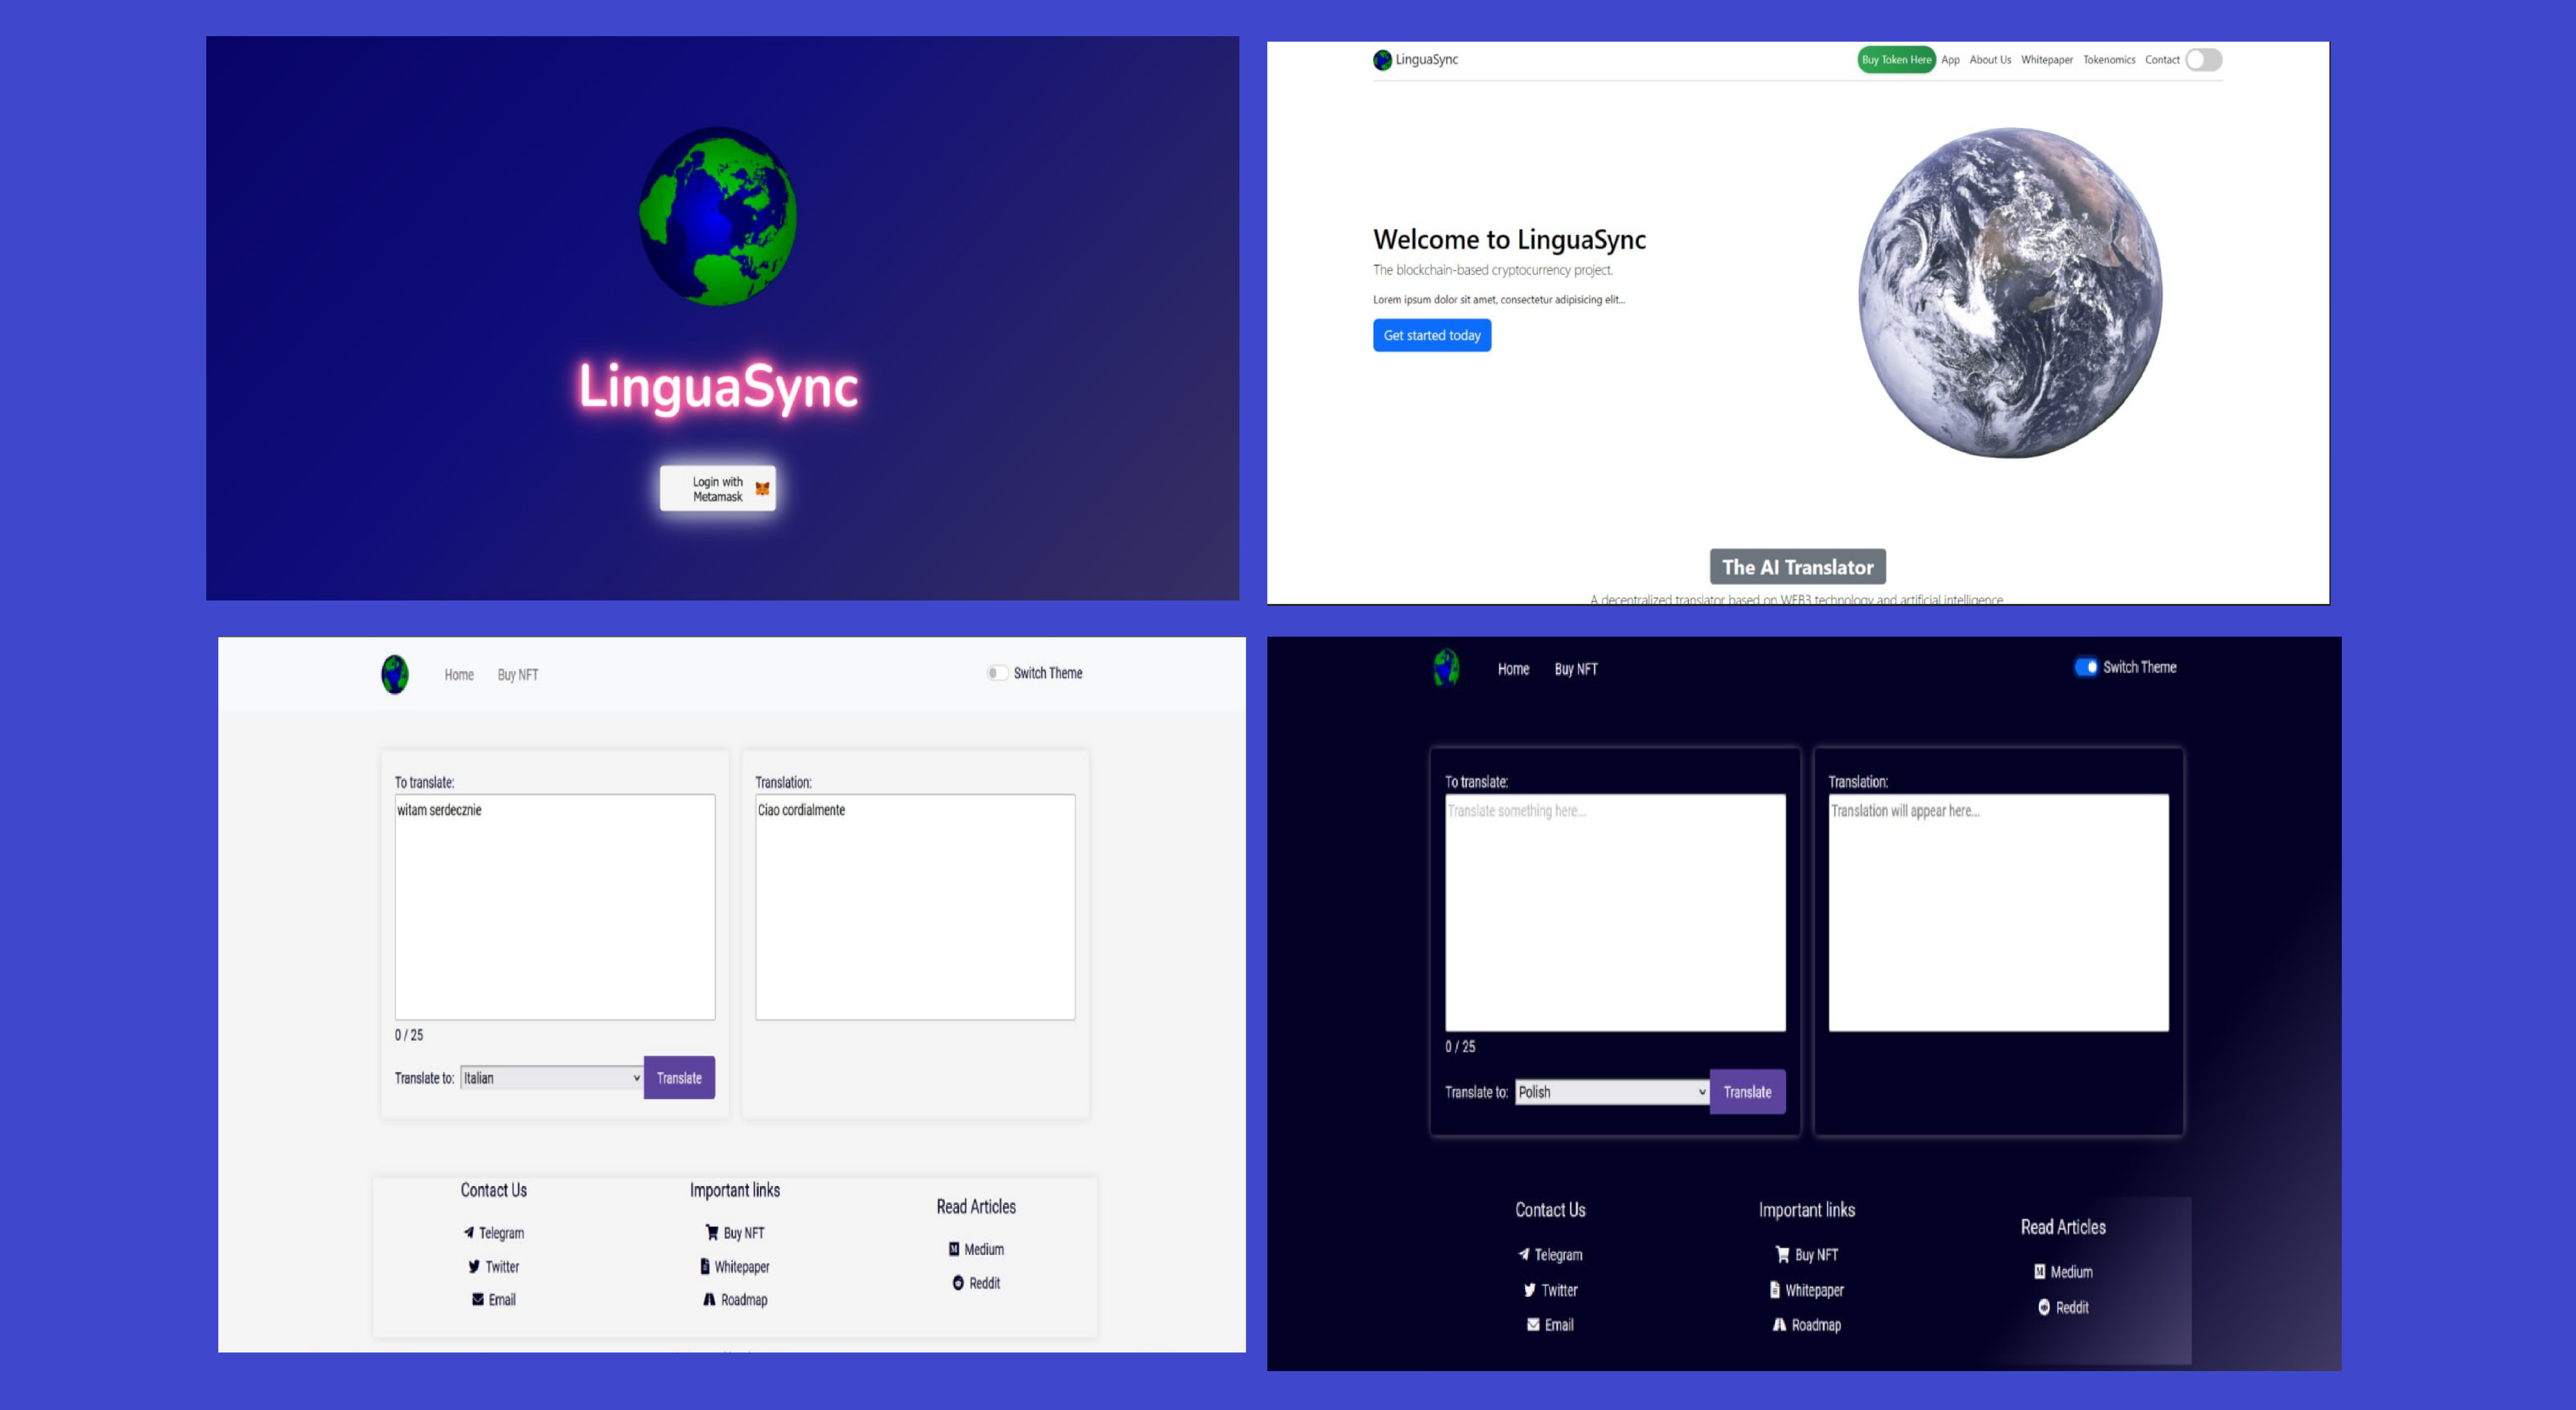 LinguaSync
Login with
Metamask
LinguaSync
Buy Token Here App About Us Whitepaper Tokenomics Contact
Welcome to LinguaSync
The blockchain-based cryptocurrency project.
Lorem ipsum dolor sit amet, consectetur adipisicing elit...
Get started today
The AI Translator
A decentralized translator based on WEB3 technology and artificial intelligence
Home Buy NFT Switch Theme
To translate:
witam serdecznie
0 / 25
Translate to: Italian Translate
Translation:
Ciao cordialmente
Contact Us
Telegram
Twitter
Email
Important links
Buy NFT
Whitepaper
Roadmap
Read Articles
Medium
Reddit
Home Buy NFT Switch Theme
To translate:
Translate something here...
0 / 25
Translate to: Polish Translate
Translation:
Translation will appear here...
Contact Us
Telegram
Twitter
Email
Important links
Buy NFT
Whitepaper
Roadmap
Read Articles
Medium
Reddit